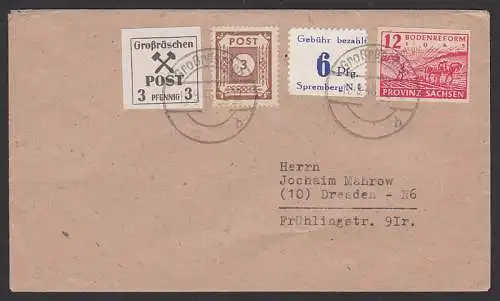 Großräschen
POST
3 PFENNIG 3
POST
3
Gebühr bezahlt
6
Pfg.
Spremberg N.L.
12 BODENREFORM
1945
PROVINZ SACHSEN
Herrn
Jochaim Mahrow
(10) Dresden - N6
Frühlingstr. 9Ir.